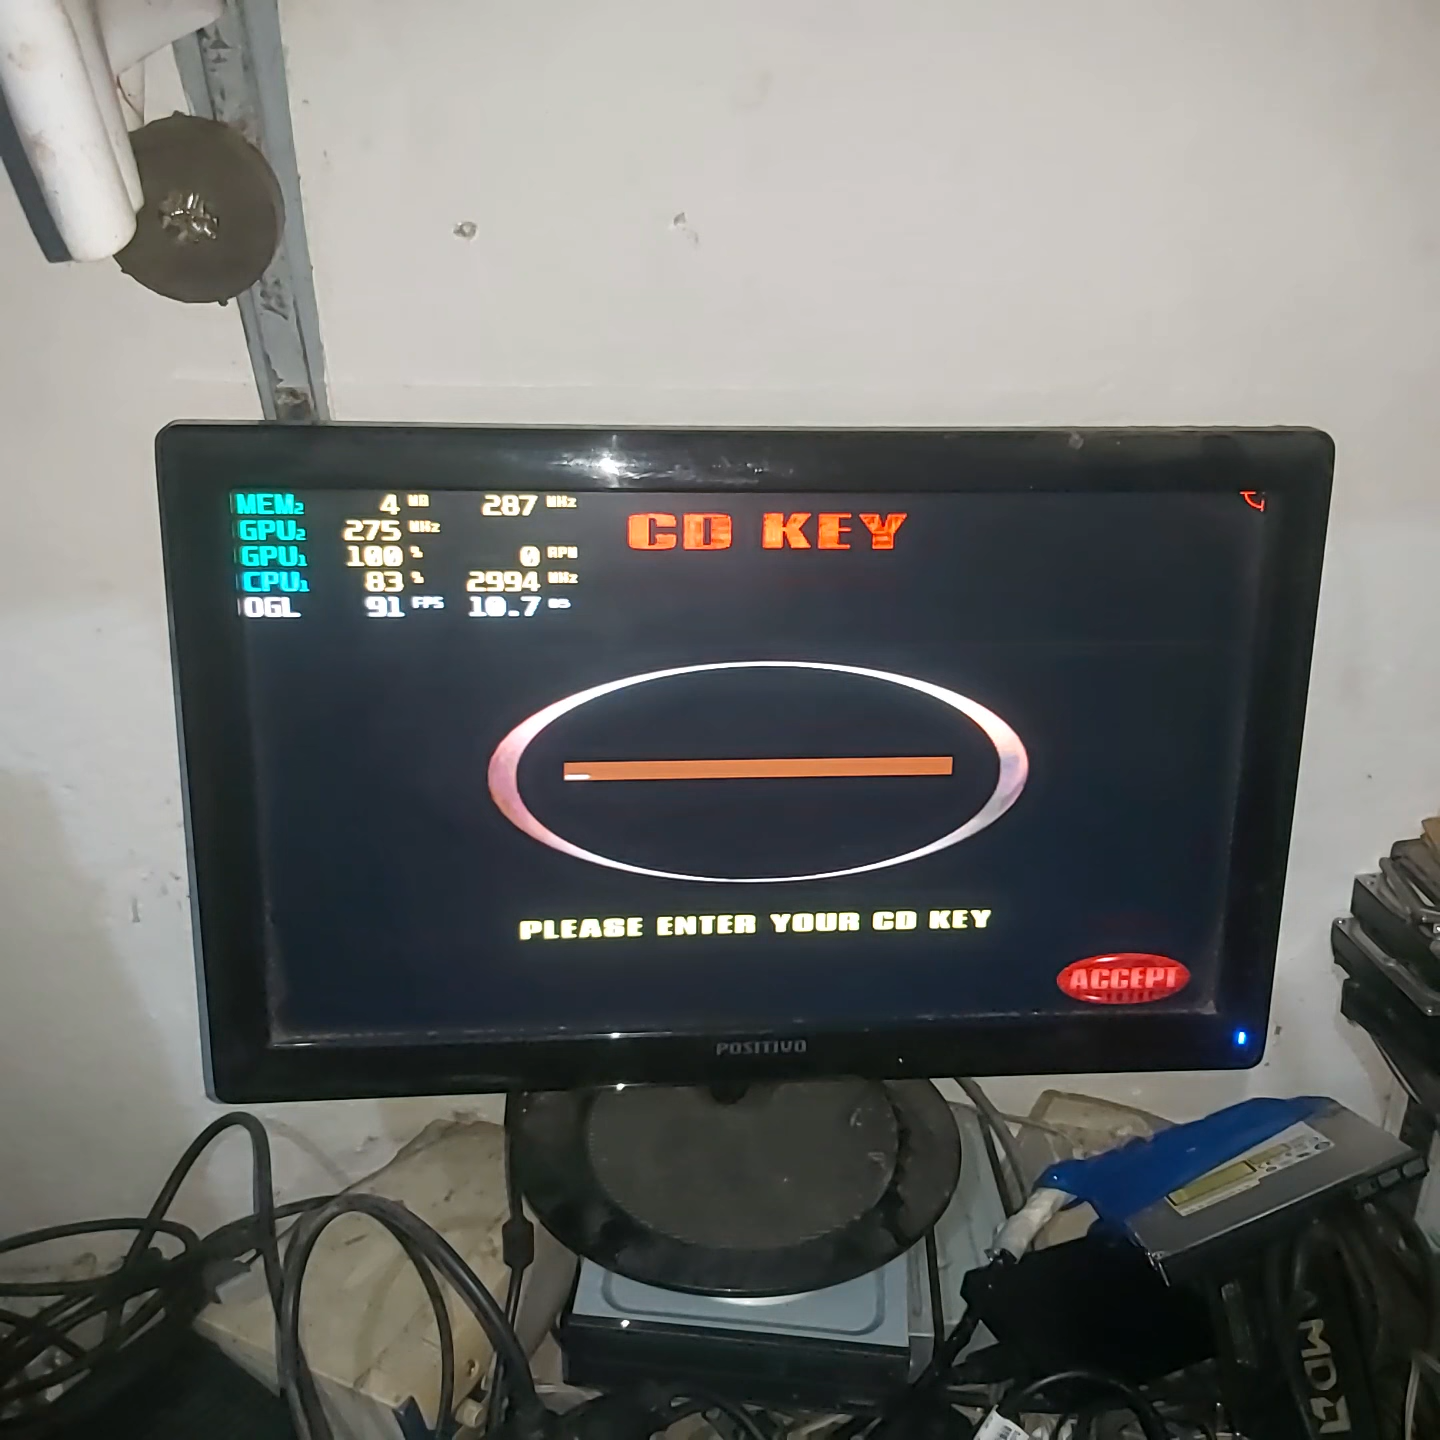 MEM2 4 MB 287 MHz
GPU2 275 MHz
GPU1 100 % 0 RPM
CPU1 83 % 2994 MHz
OGL 91 FPS 10.7 ms
CD KEY
PLEASE ENTER YOUR CD KEY
ACCEPT
POSITIVO
AMD